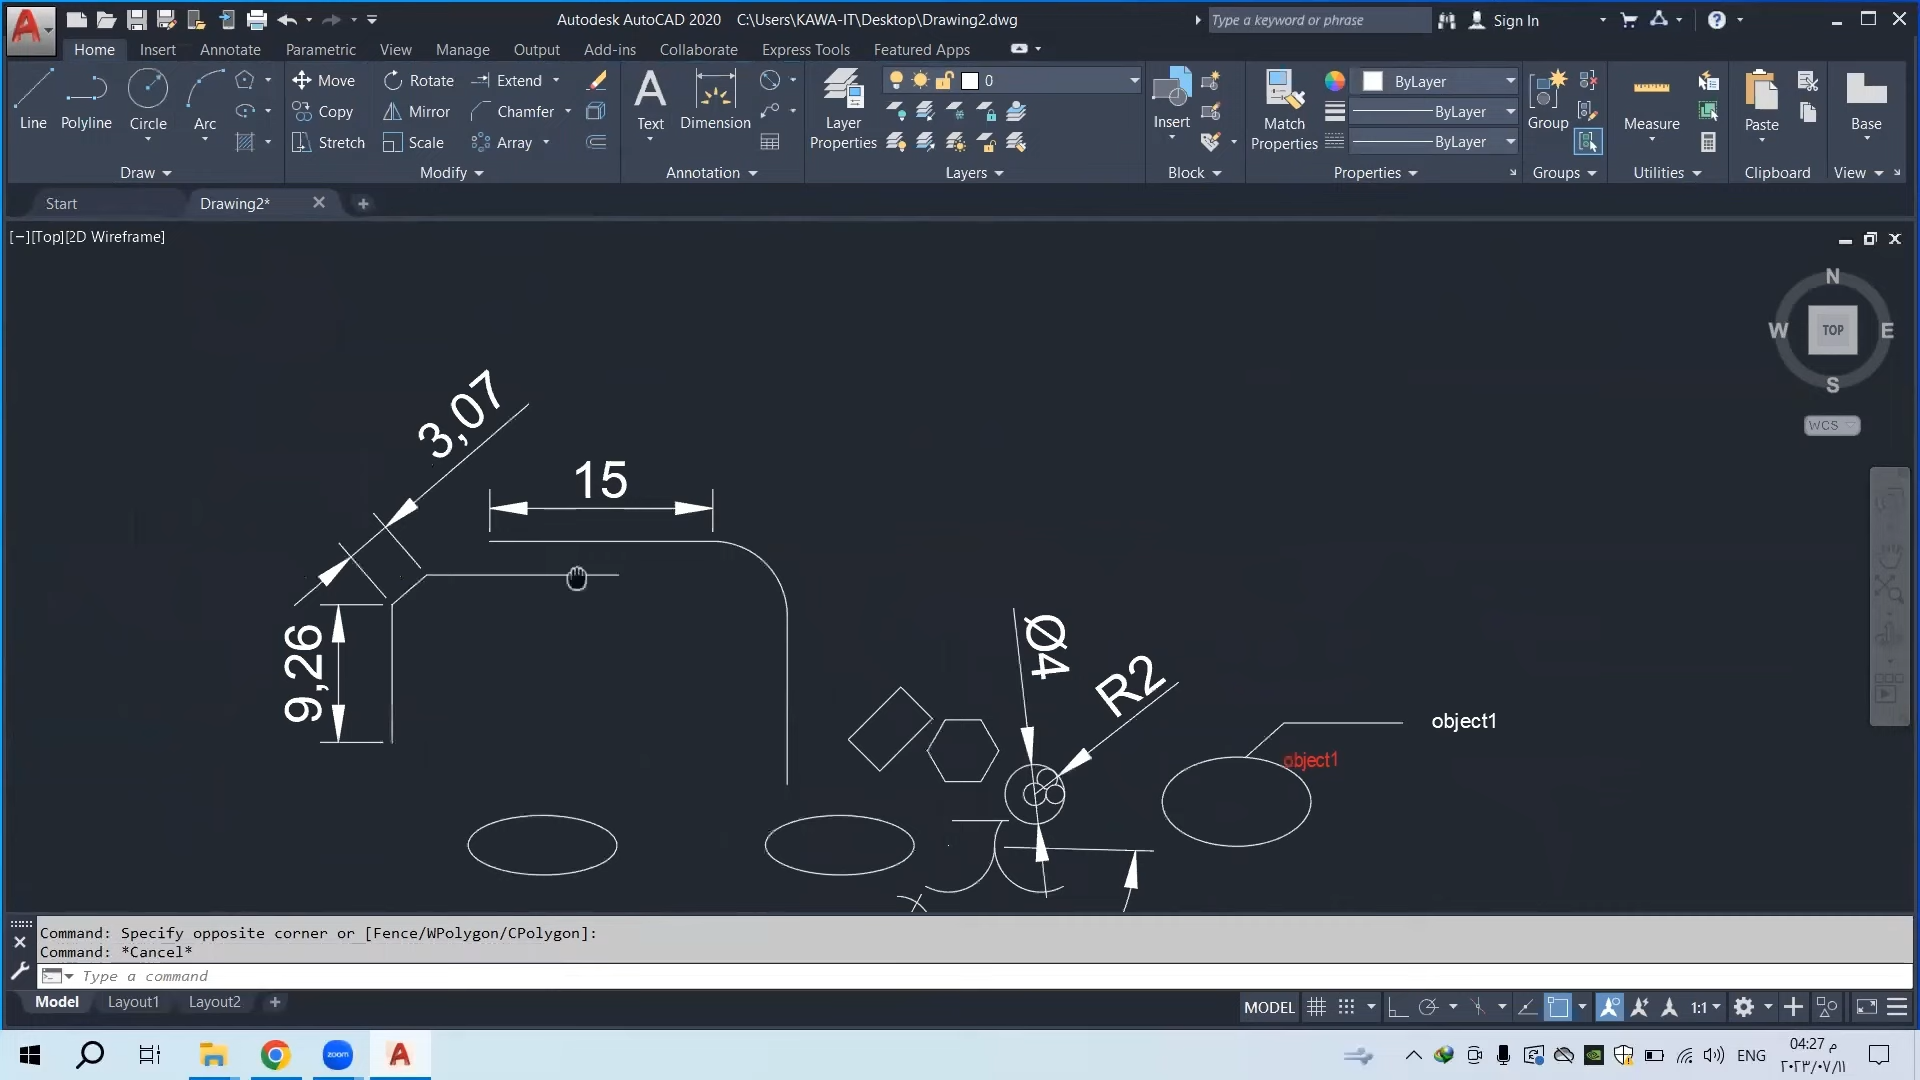 Autodesk AutoCAD 2020 C:\Users\KAWA-IT\Desktop\Drawing2.dwg
Type a keyword or phrase
Sign In
Home Insert Annotate Parametric View Manage Output Add-ins Collaborate Express Tools Featured Apps
Line Polyline Circle Arc
Move Rotate Extend
Copy Mirror Chamfer
Stretch Scale Array
Text Dimension
Layer Properties
0
Insert
Match Properties
ByLayer
ByLayer
ByLayer
Group
Measure
Paste
Base
Draw Modify Annotation Layers Block Properties Groups Utilities Clipboard View
Start Drawing2*
[−][Top][2D Wireframe]
N
W TOP E
S
WCS
3,07
15
9,26
Ø4
R2
object1
object1
Command: Specify opposite corner or [Fence/WPolygon/CPolygon]:
Command: *Cancel*
Type a command
Model Layout1 Layout2
MODEL 1:1
zoom
ENG
04:27 م
٢٠٢٣/٠٧/١١